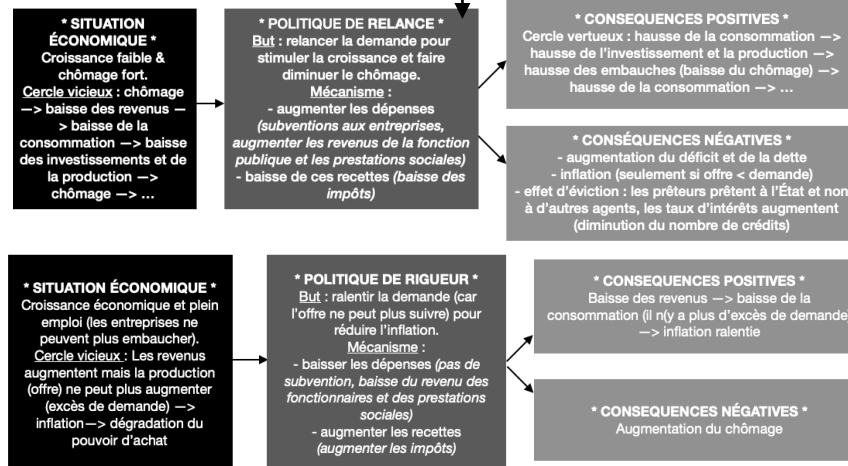 * SITUATION
ÉCONOMIQUE *
Croissance faible &
chômage fort.
Cercle vicieux : chômage
—> baisse des revenus —
> baisse de la
consommation —> baisse
des investissements et de
la production —>
chômage —> ...
* POLITIQUE DE RELANCE *
But : relancer la demande pour
stimuler la croissance et faire
diminuer le chômage.
Mécanisme :
- augmenter les dépenses
(subventions aux entreprises,
augmenter les revenus de la fonction
publique et les prestations sociales)
- baisse de ces recettes (baisse des
impôts)
* CONSEQUENCES POSITIVES *
Cercle vertueux : hausse de la consommation —>
hausse de l’investissement et la production —>
hausse des embauches (baisse du chômage) —>
hausse de la consommation —> ...
* CONSÉQUENCES NÉGATIVES *
- augmentation du déficit et de la dette
- inflation (seulement si offre < demande)
- effet d’éviction : les prêteurs prêtent à l’État et non
à d’autres agents, les taux d’intérêts augmentent
(diminution du nombre de crédits)
* SITUATION ÉCONOMIQUE *
Croissance économique et plein
emploi (les entreprises ne
peuvent plus embaucher).
Cercle vicieux : Les revenus
augmentent mais la production
(offre) ne peut plus augmenter
(excès de demande) —>
inflation—> dégradation du
pouvoir d’achat
* POLITIQUE DE RIGUEUR *
But : ralentir la demande (car
l’offre ne peut plus suivre) pour
réduire l’inflation.
Mécanisme :
- baisser les dépenses (pas de
subvention, baisse du revenu des
fonctionnaires et des prestations
sociales)
- augmenter les recettes
(augmenter les impôts)
* CONSEQUENCES POSITIVES *
Baisse des revenus —> baisse de la
consommation (il n(y a plus d’excès de demande)
—> inflation ralentie
* CONSEQUENCES NÉGATIVES *
Augmentation du chômage